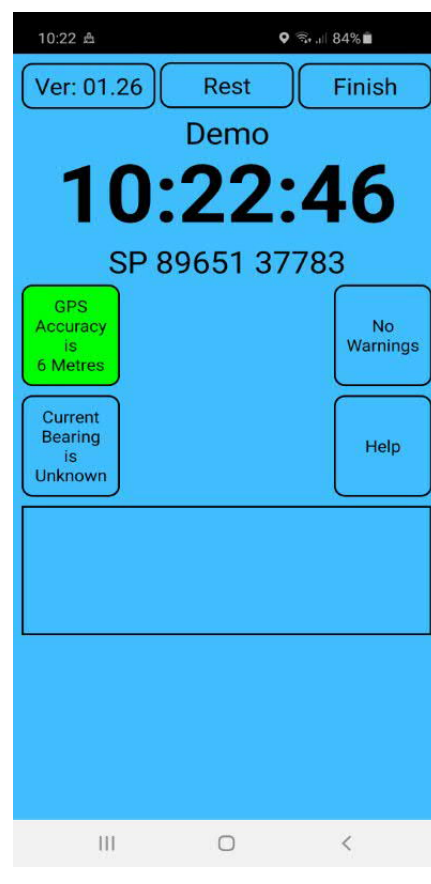 10:22 84%
Ver: 01.26 Rest Finish
Demo
10:22:46
SP 89651 37783
GPS
Accuracy
is
6 Metres
No
Warnings
Current
Bearing
is
Unknown
Help